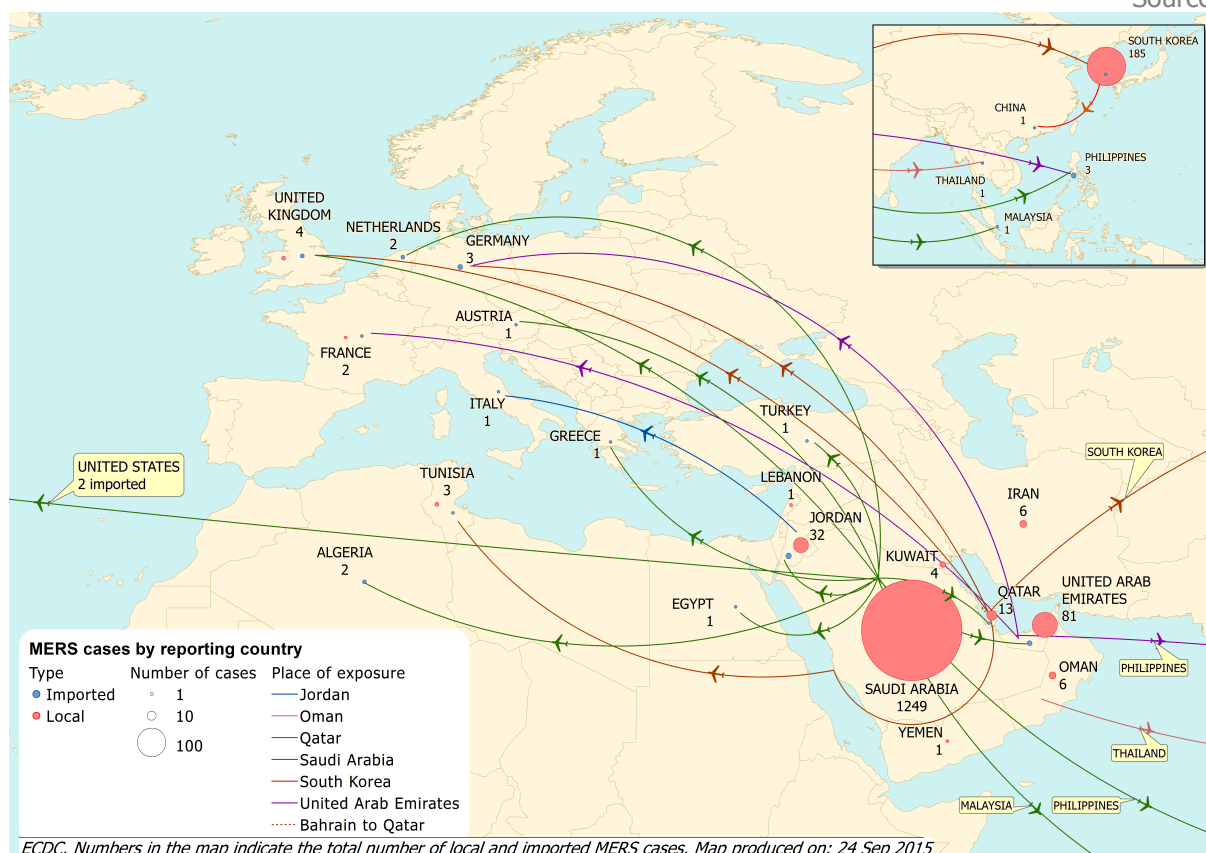 Source
SOUTH KOREA
185
CHINA
1
PHILIPPINES
3
THAILAND
1
MALAYSIA
1
UNITED
KINGDOM
4
NETHERLANDS
2
GERMANY
3
AUSTRIA
1
FRANCE
2
ITALY
1
GREECE
1
TURKEY
1
UNITED STATES
2 imported
TUNISIA
3
LEBANON
1
SOUTH KOREA
IRAN
6
JORDAN
32
ALGERIA
2
KUWAIT
4
EGYPT
1
QATAR
13
UNITED ARAB
EMIRATES
81
PHILIPPINES
SAUDI ARABIA
1249
OMAN
6
YEMEN
1
THAILAND
MALAYSIA
PHILIPPINES
MERS cases by reporting country
Type
Imported
Local
Number of cases
1
10
100
Place of exposure
Jordan
Oman
Qatar
Saudi Arabia
South Korea
United Arab Emirates
Bahrain to Qatar
ECDC. Numbers in the map indicate the total number of local and imported MERS cases. Map produced on: 24 Sep 2015